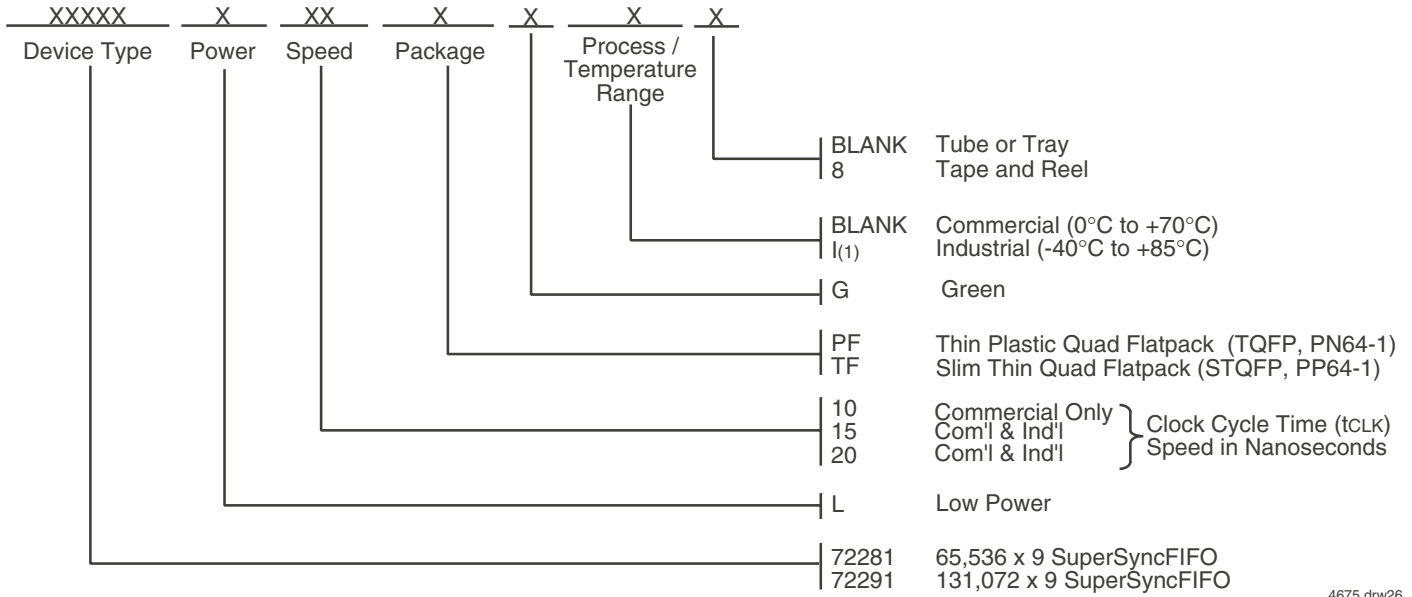 XXXXX X XX X X X X
Device Type Power Speed Package Process /
Temperature
Range
BLANK Tube or Tray
8 Tape and Reel
BLANK Commercial (0°C to +70°C)
I(1) Industrial (-40°C to +85°C)
G Green
PF Thin Plastic Quad Flatpack (TQFP, PN64-1)
TF Slim Thin Quad Flatpack (STQFP, PP64-1)
10 Commercial Only
15 Com'l & Ind'l Clock Cycle Time (tCLK)
20 Com'l & Ind'l Speed in Nanoseconds
L Low Power
72281 65,536 x 9 SuperSyncFIFO
72291 131,072 x 9 SuperSyncFIFO
4675 drw26